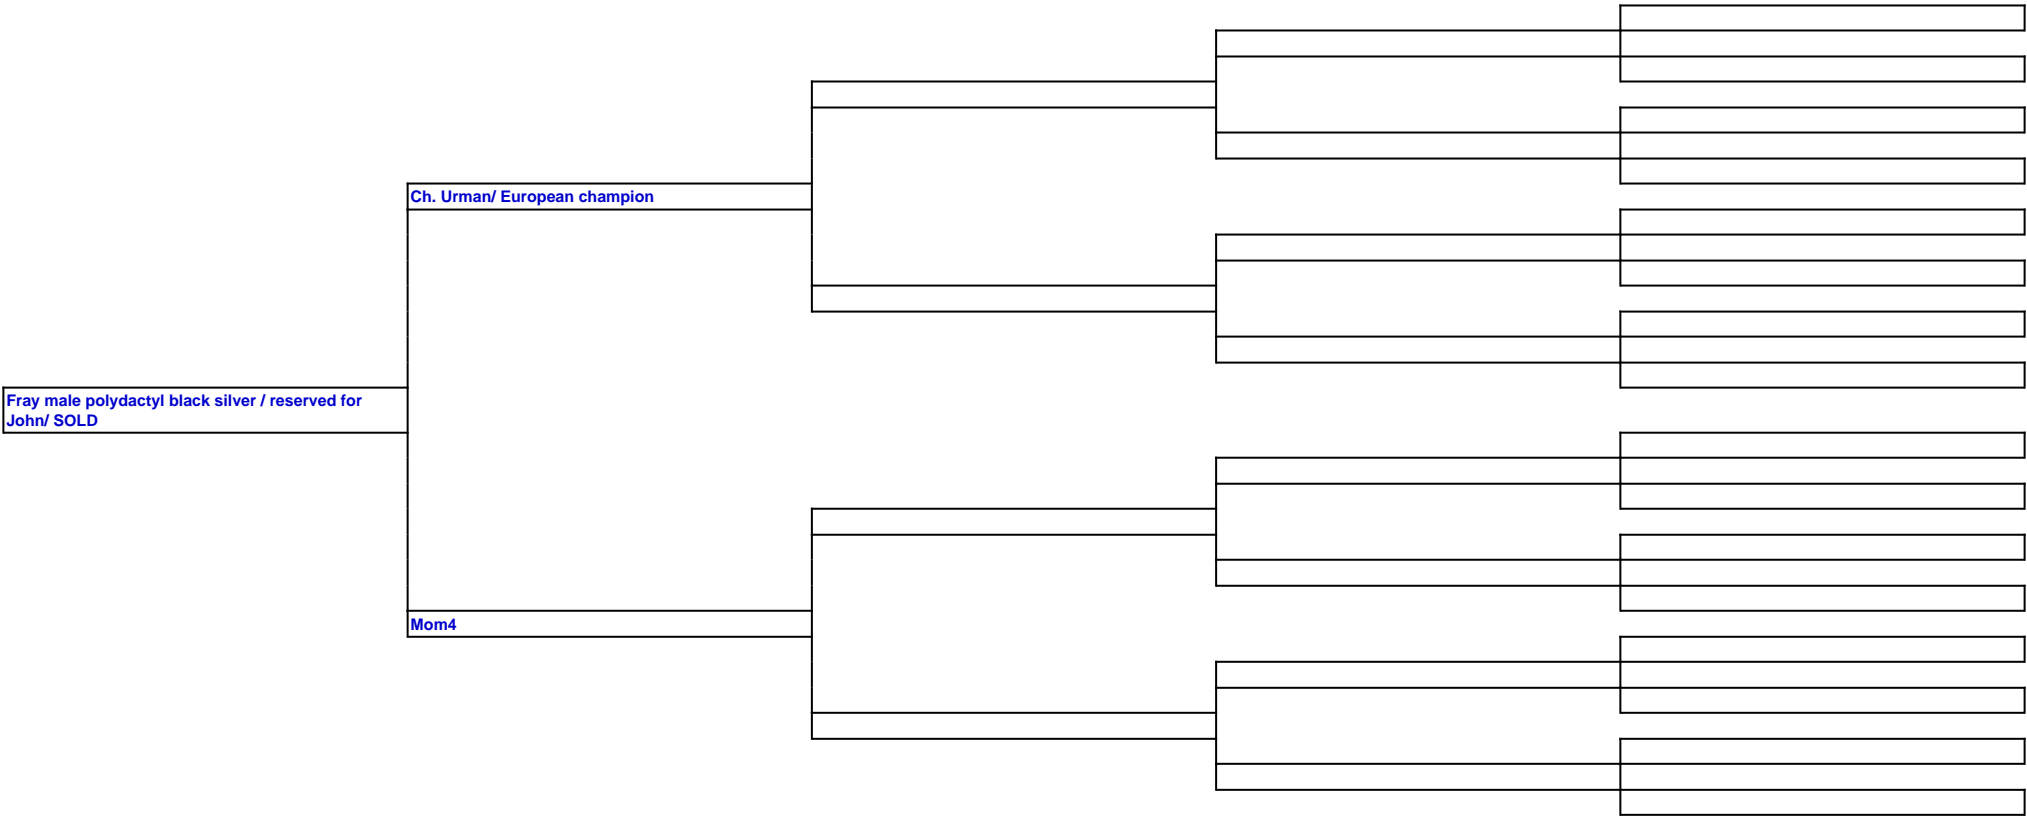 Ch. Urman/ European champion
Fray male polydactyl black silver / reserved for
John/ SOLD
Mom4